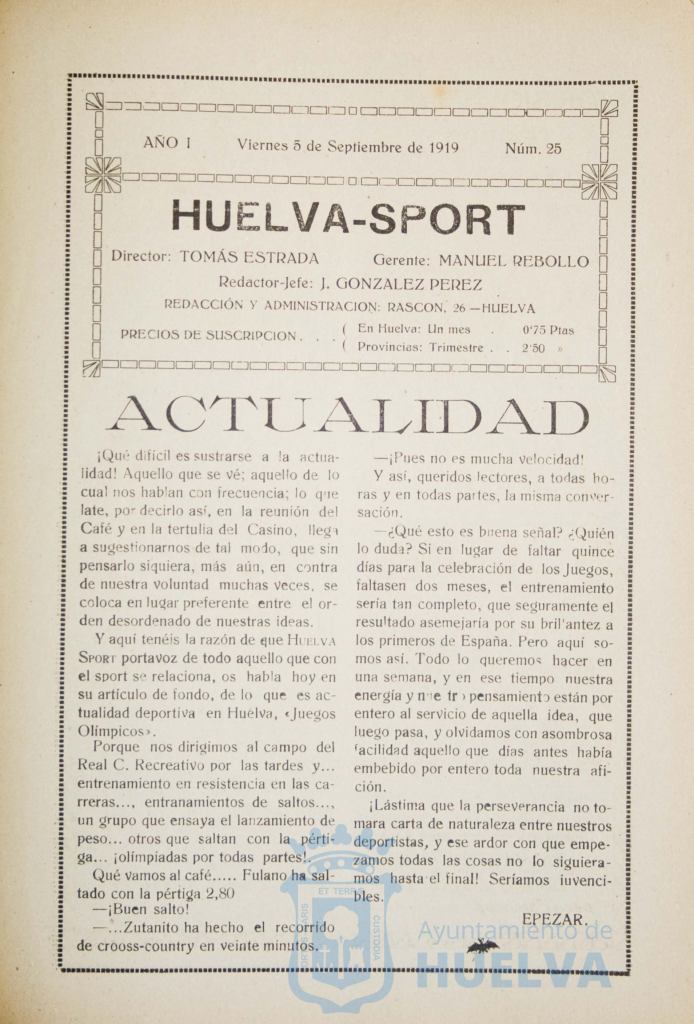 AÑO I Viernes 5 de Septiembre de 1919 Núm. 25
HUELVA-SPORT
Director: TOMÁS ESTRADA Gerente: MANUEL REBOLLO
Redactor-Jefe: J. GONZALEZ PEREZ
REDACCIÓN Y ADMINISTRACION: RASCON, 26 —HUELVA
PRECIOS DE SUSCRIPCION. . . ( En Huelva: Un mes . 0'75 Ptas
( Provincias: Trimestre . . 2'50 »
ACTUALIDAD
¡Qué difícil es sustrarse a la actua-
lidad! Aquello que se vé; aquello de lo
cual nos hablan con frecuencia; lo que
late, por decirlo así, en la reunión del
Café y en la tertulia del Casino, llega
a sugestionarnos de tal modo, que sin
pensarlo siquiera, más aún, en contra
de nuestra voluntad muchas veces, se
coloca en lugar preferente entre el or-
den desordenado de nuestras ideas.
Y aquí tenéis la razón de que HUELVA
SPORT portavoz de todo aquello que con
el sport se relaciona, os habla hoy en
su artículo de fondo, de lo que es ac-
tualidad deportiva en Huelva, «Juegos
Olímpicos».
Porque nos dirigimos al campo del
Real C. Recreativo por las tardes y...
entrenamiento en resistencia en las ca-
rreras..., entranamientos de saltos...,
un grupo que ensaya el lanzamiento de
peso... otros que saltan con la pérti-
ga... ¡olimpíadas por todas partes!.
Qué vamos al café..... Fulano ha sal-
tado con la pértiga 2,80
—¡Buen salto!
—...Zutanito ha hecho el recorrido
de crooss-country en veinte minutos.
—¡Pues no es mucha velocidad!
Y así, queridos lectores, a todas ho-
ras y en todas partes, la misma conver-
sación.
—¿Qué esto es buena señal? ¿Quién
lo duda? Si en lugar de faltar quince
días para la celebración de los Juegos,
faltasen dos meses, el entrenamiento
sería tan completo, que seguramente el
resultado asemejaría por su brillantez a
los primeros de España. Pero aquí so-
mos así. Todo lo queremos hacer en
una semana, y en ese tiempo nuestra
energía y pensamiento están por
entero al servicio de aquella idea, que
luego pasa, y olvidamos con asombrosa
facilidad aquello que días antes había
embebido por entero toda nuestra afi-
ción.
¡Lástima que la perseverancia no to-
mara carta de naturaleza entre nuestros
deportistas, y ese ardor con que empe-
zamos todas las cosas no lo siguiera-
mos hasta el final! Seríamos iuvenci-
bles.
EPEZAR.
ET TERRE
CUSTODIA
Ayuntamiento de
HUELVA